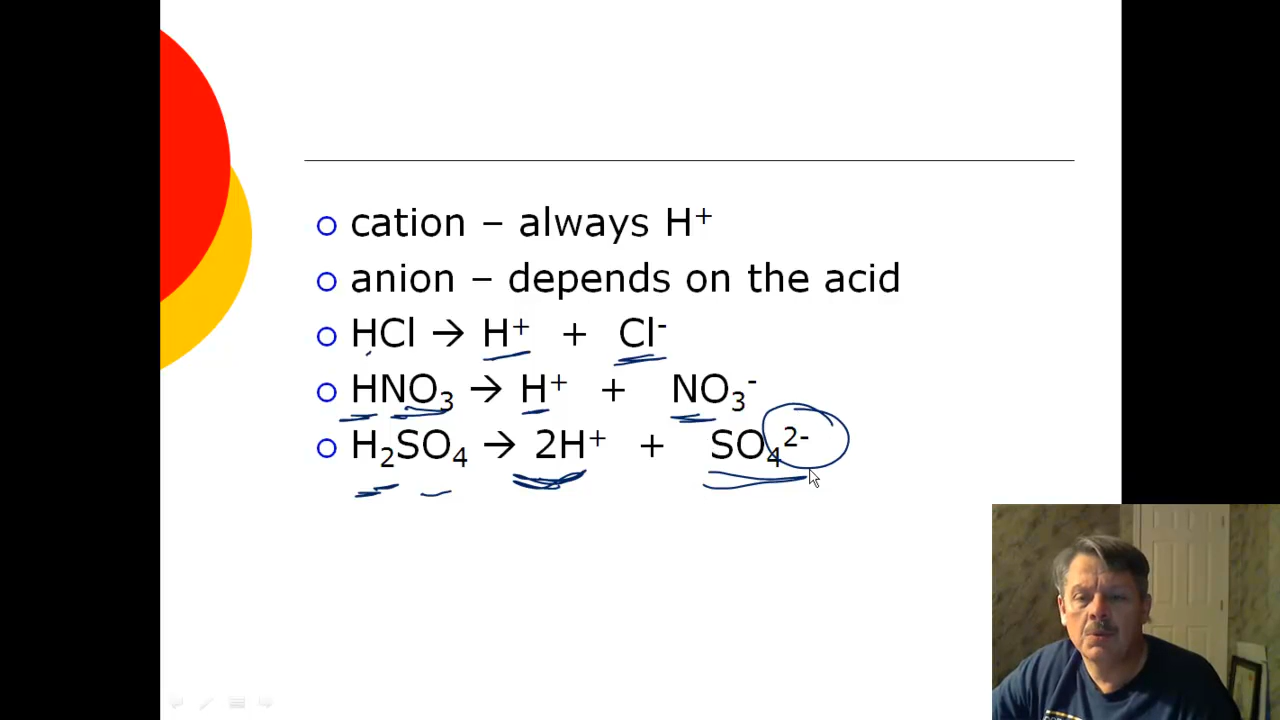 cation – always H⁺
anion – depends on the acid
HCl → H⁺ + Cl⁻
HNO₃ → H⁺ + NO₃⁻
H₂SO₄ → 2H⁺ + SO₄²⁻